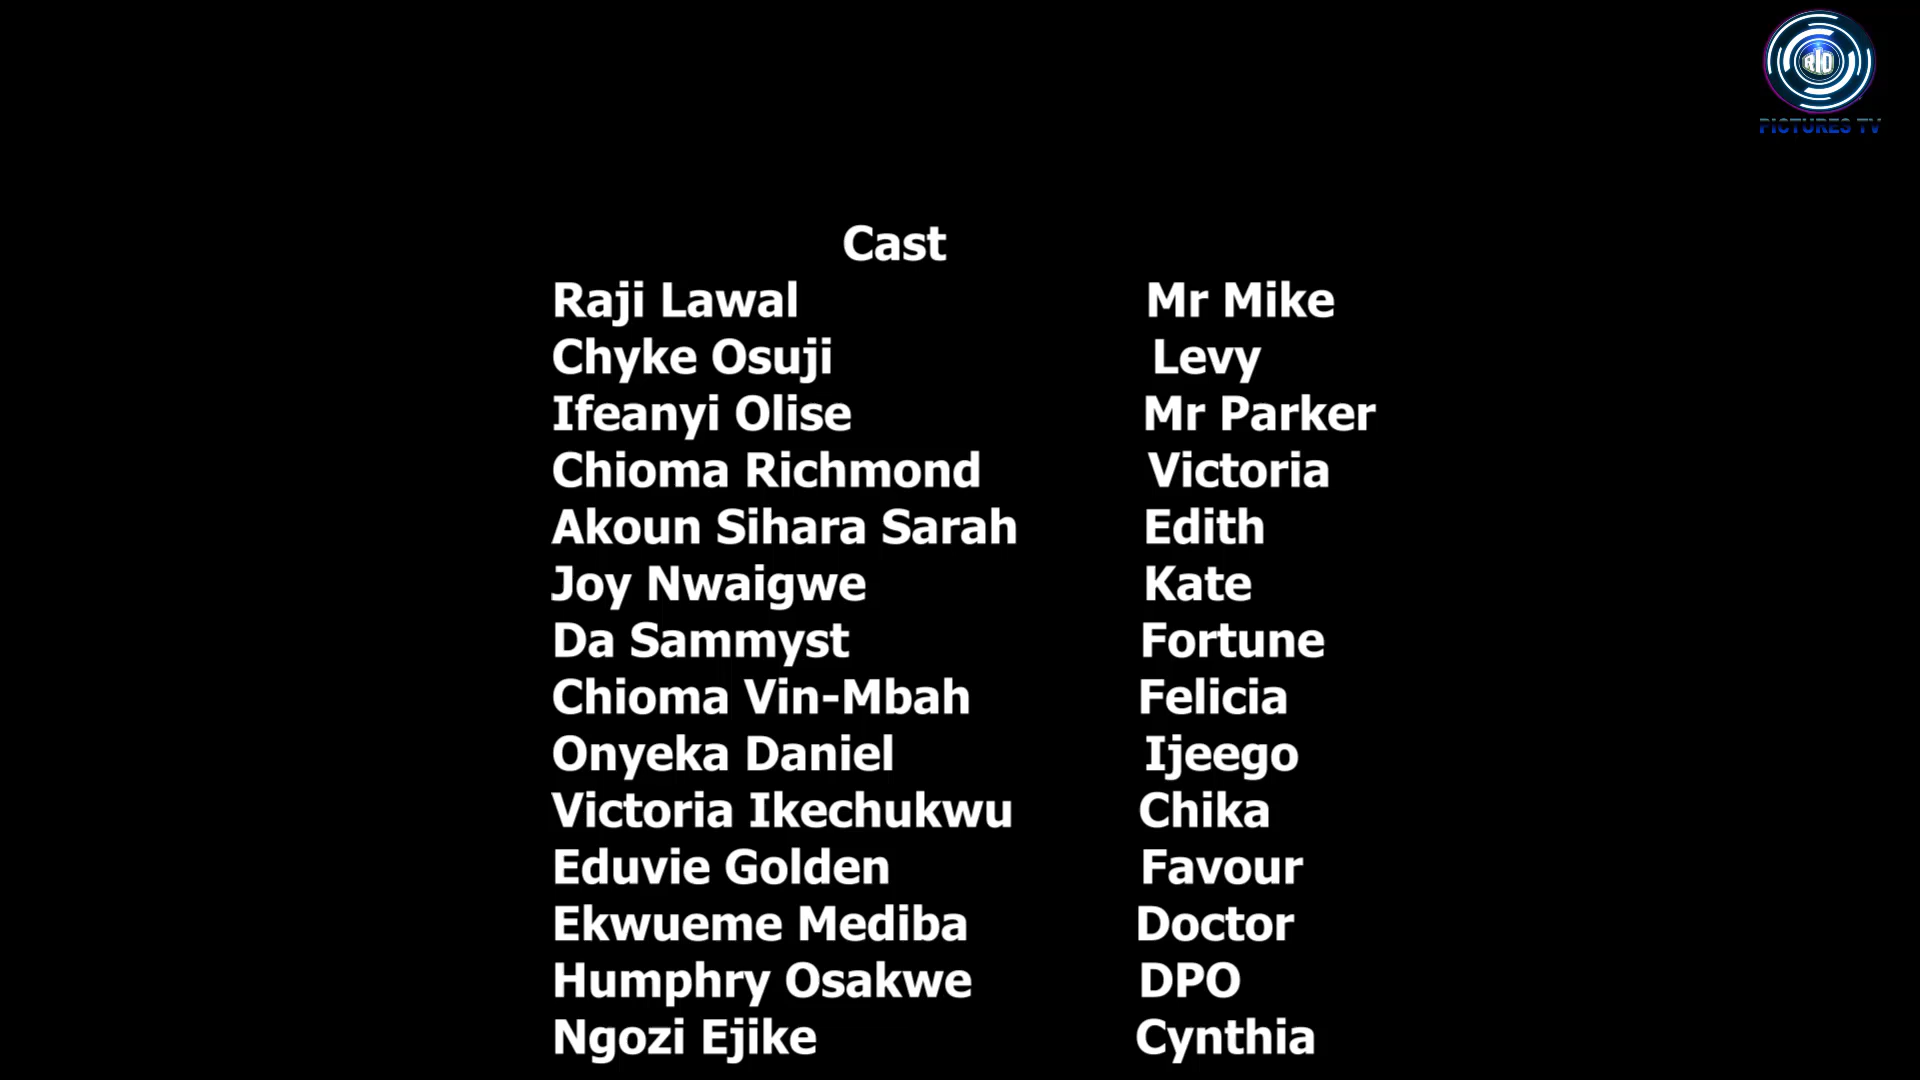 RIO
PICTURES TV
Cast
Raji Lawal Mr Mike
Chyke Osuji Levy
Ifeanyi Olise Mr Parker
Chioma Richmond Victoria
Akoun Sihara Sarah Edith
Joy Nwaigwe Kate
Da Sammyst Fortune
Chioma Vin-Mbah Felicia
Onyeka Daniel Ijeego
Victoria Ikechukwu Chika
Eduvie Golden Favour
Ekwueme Mediba Doctor
Humphry Osakwe DPO
Ngozi Ejike Cynthia